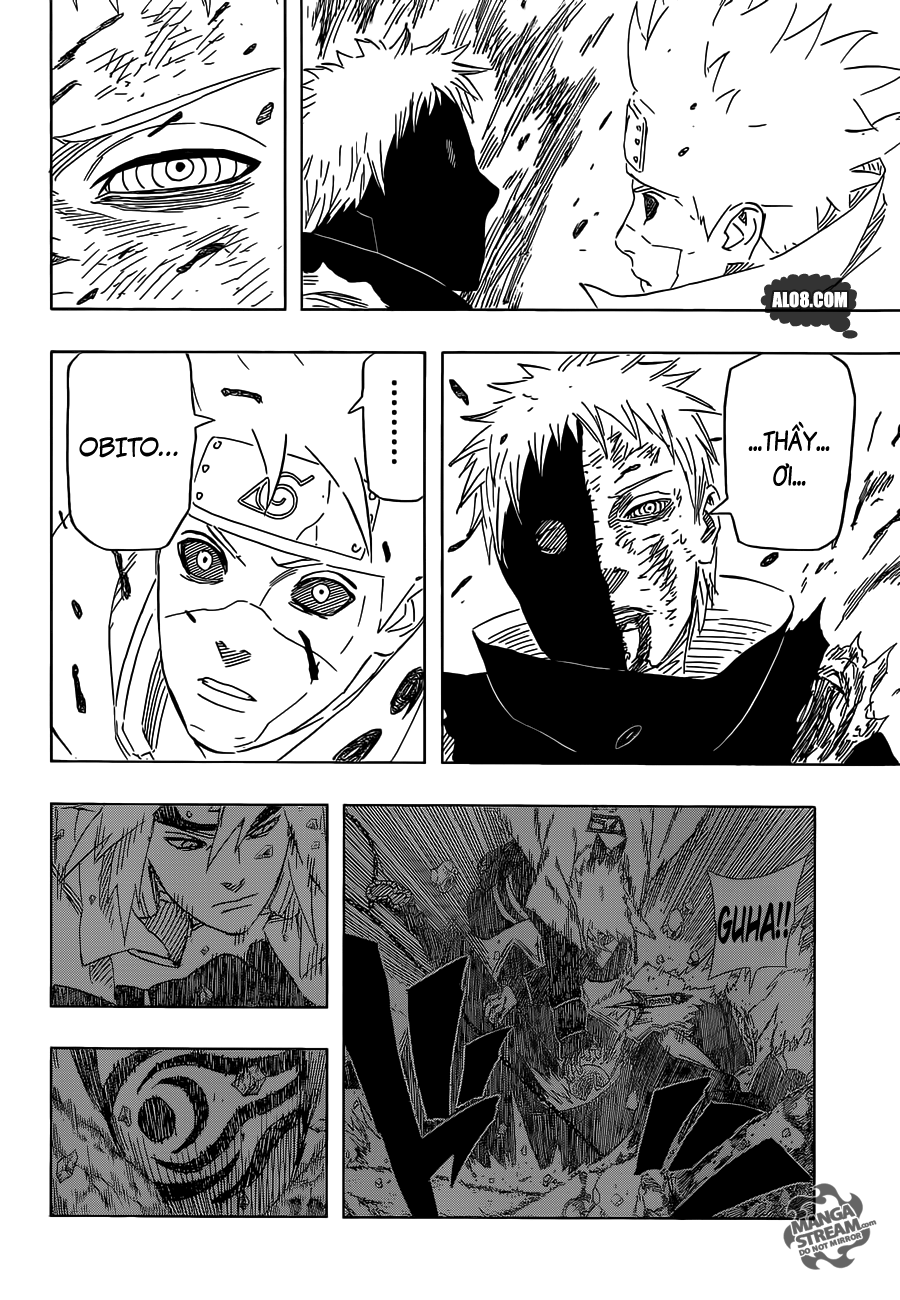 ALO8.COM
...THẦY...
ƠI...
........
OBITO...
GUHA!!
MANGA
STREAM.com
DO NOT MIRROR